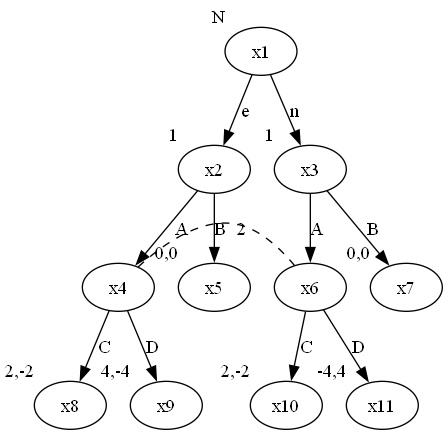 N
x1
e n
1 1
x2 x3
A B 2 A B
0,0 0,0
x4 x5 x6 x7
C D C D
2,-2 4,-4 2,-2 -4,4
x8 x9 x10 x11